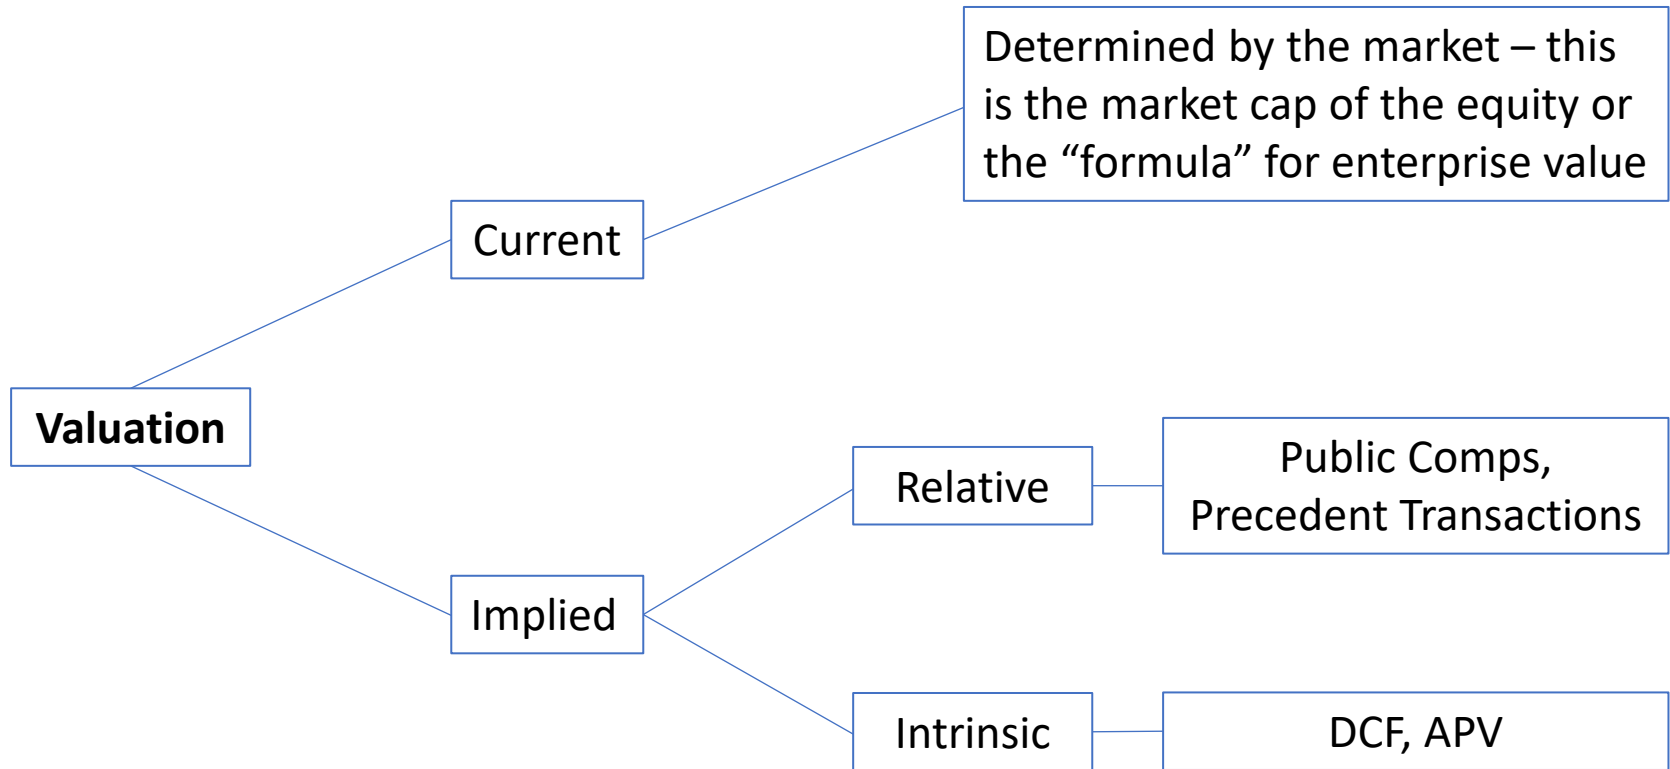 Determined by the market – this
is the market cap of the equity or
the “formula” for enterprise value
Current
Valuation
Relative
Public Comps,
Precedent Transactions
Implied
Intrinsic
DCF, APV